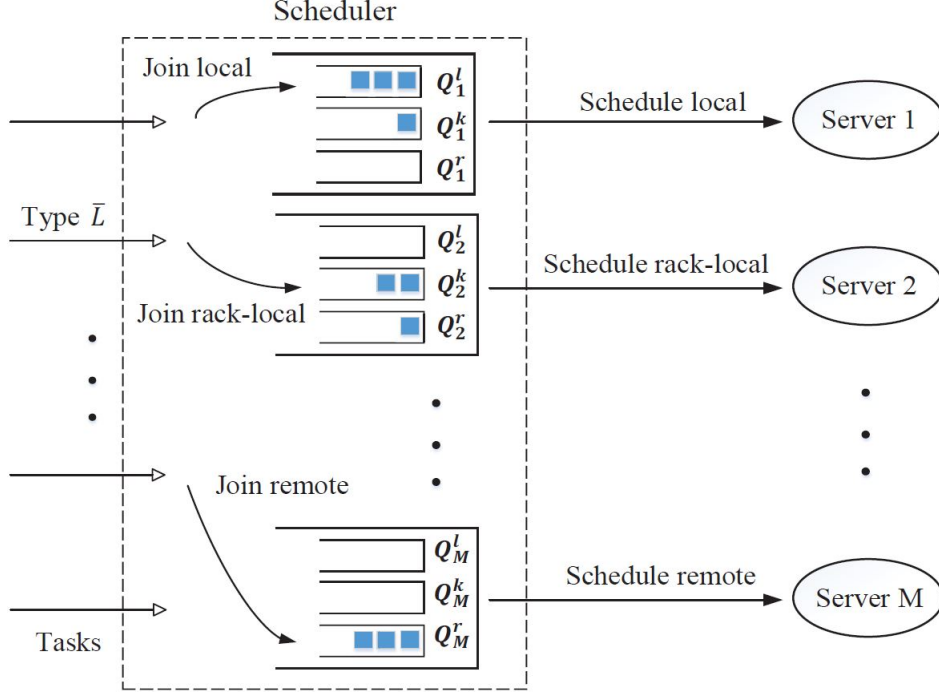 Scheduler
Join local
Q_1^l
Q_1^k
Q_1^r
Schedule local
Server 1
Type L̄
Q_2^l
Q_2^k
Q_2^r
Join rack-local
Schedule rack-local
Server 2
Join remote
Q_M^l
Q_M^k
Q_M^r
Schedule remote
Server M
Tasks